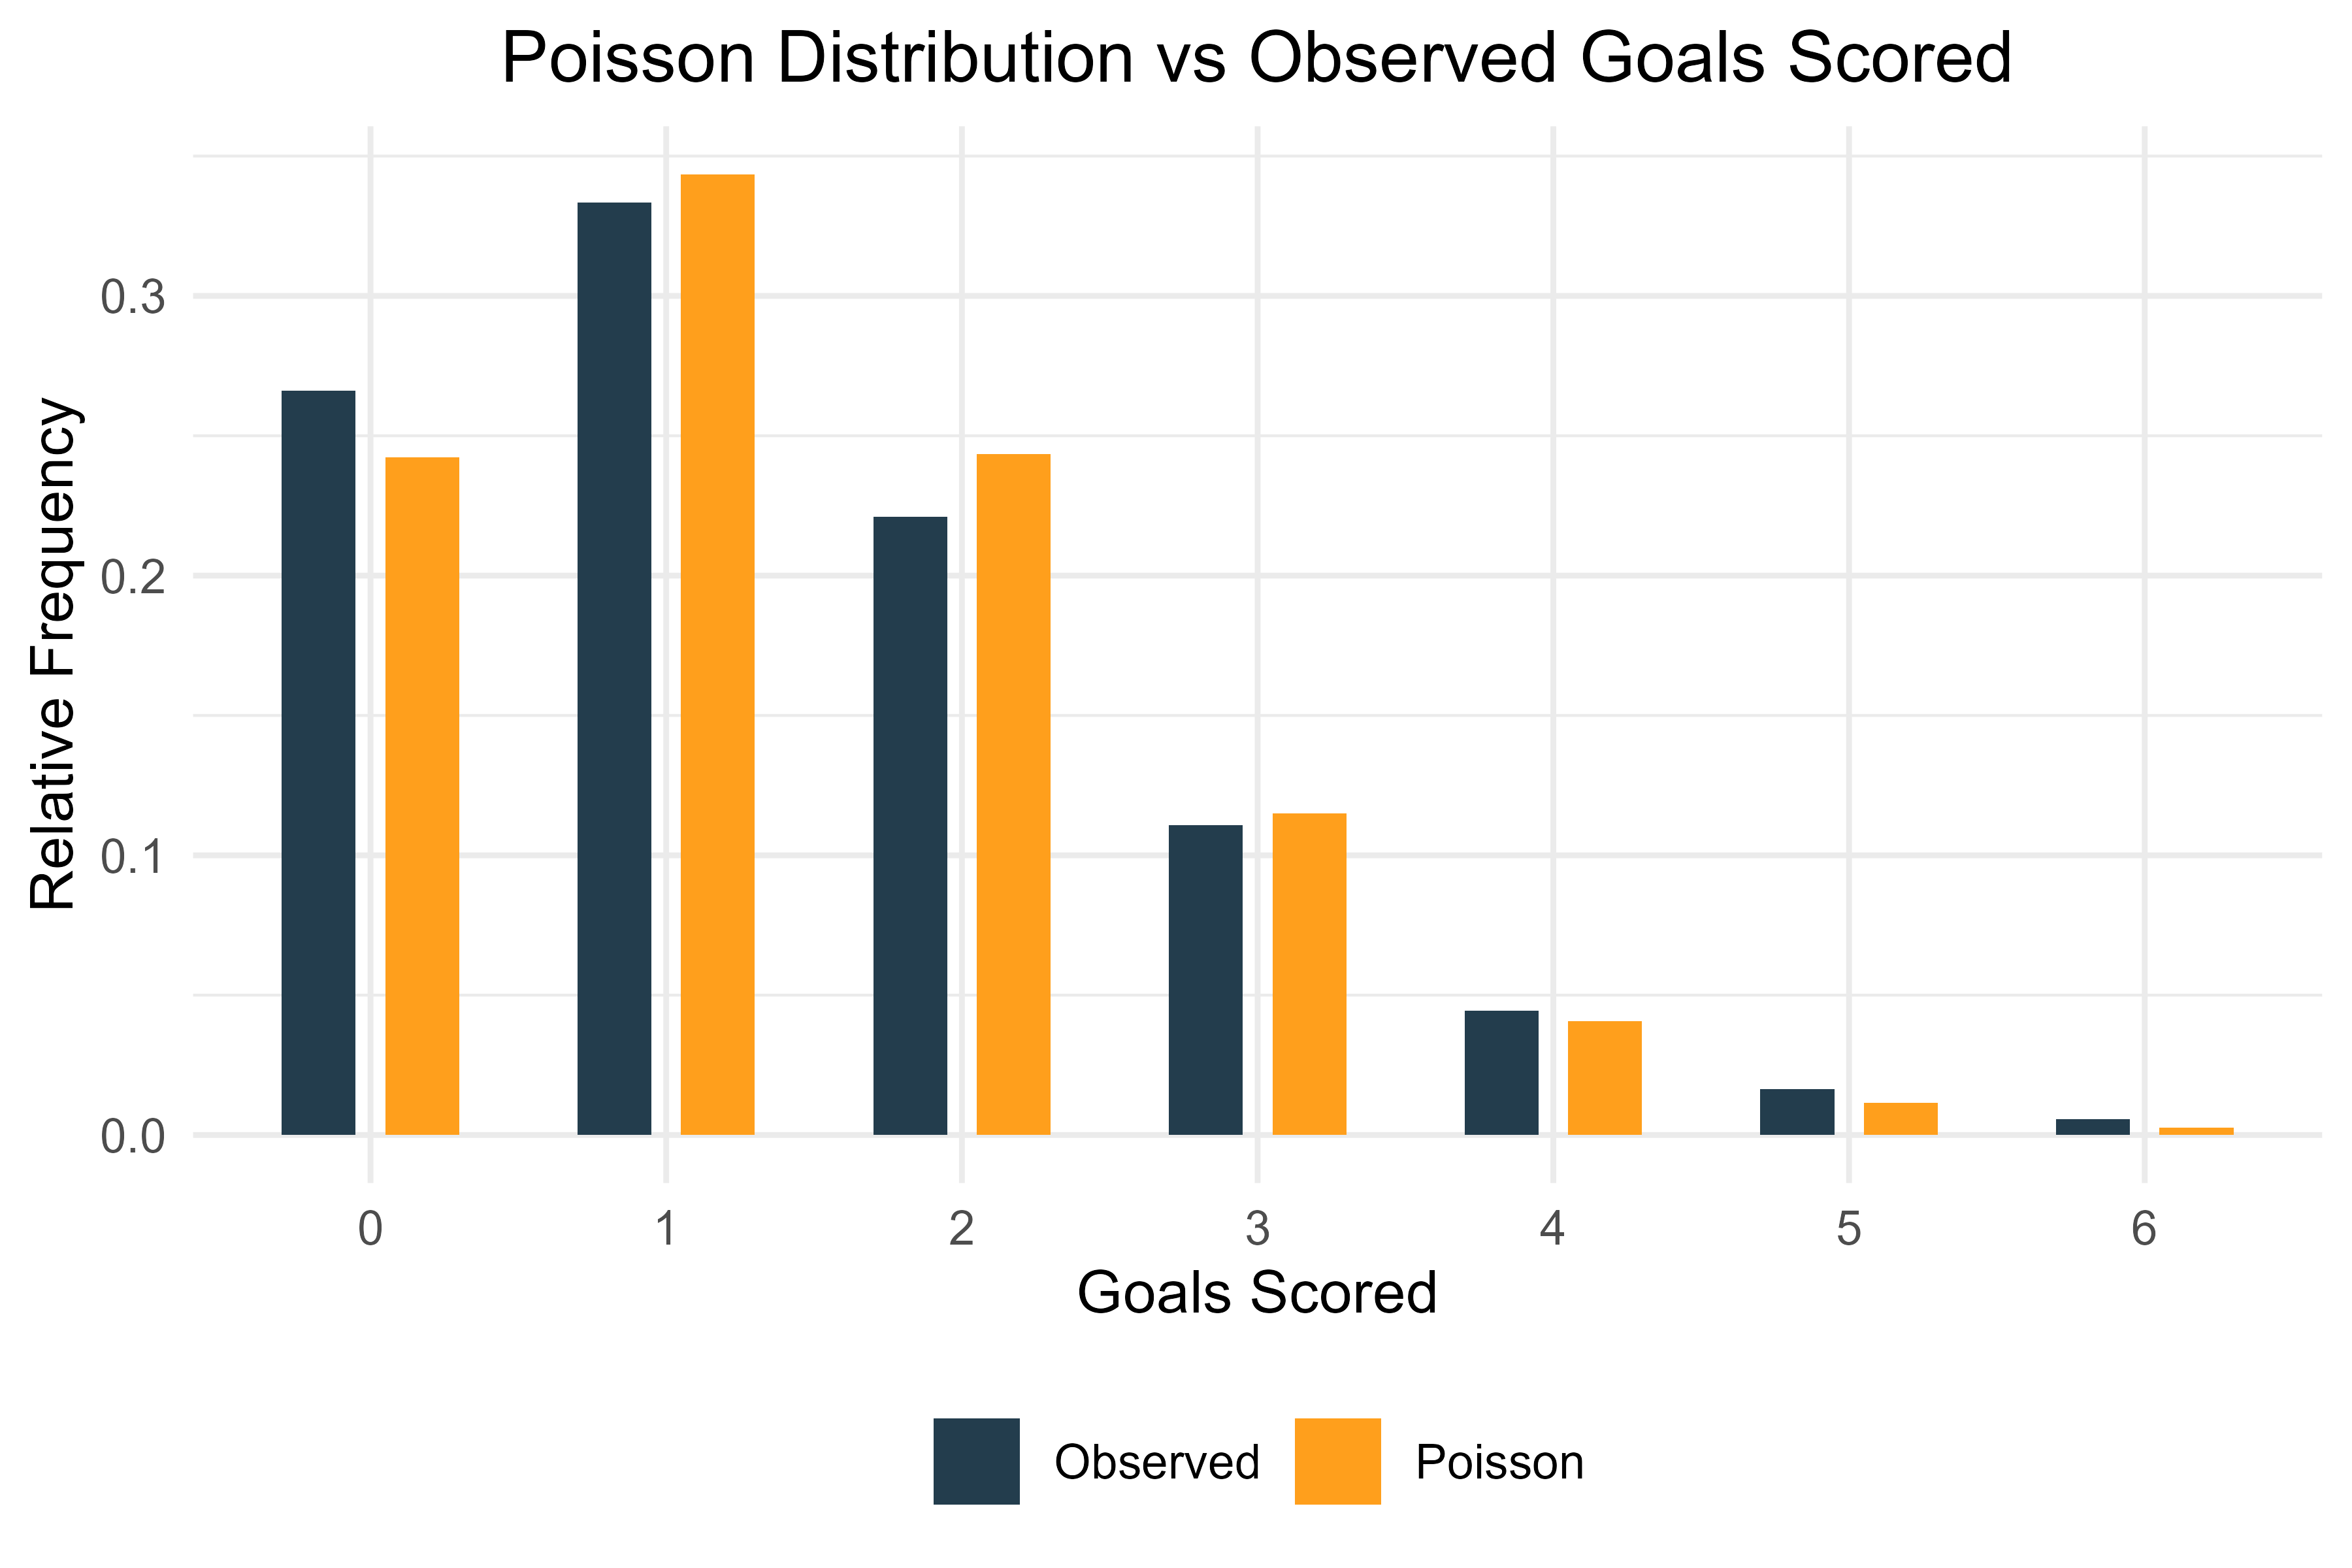 Poisson Distribution vs Observed Goals Scored
Relative Frequency
0.3
0.2
0.1
0.0
0 1 2 3 4 5 6
Goals Scored
Observed Poisson